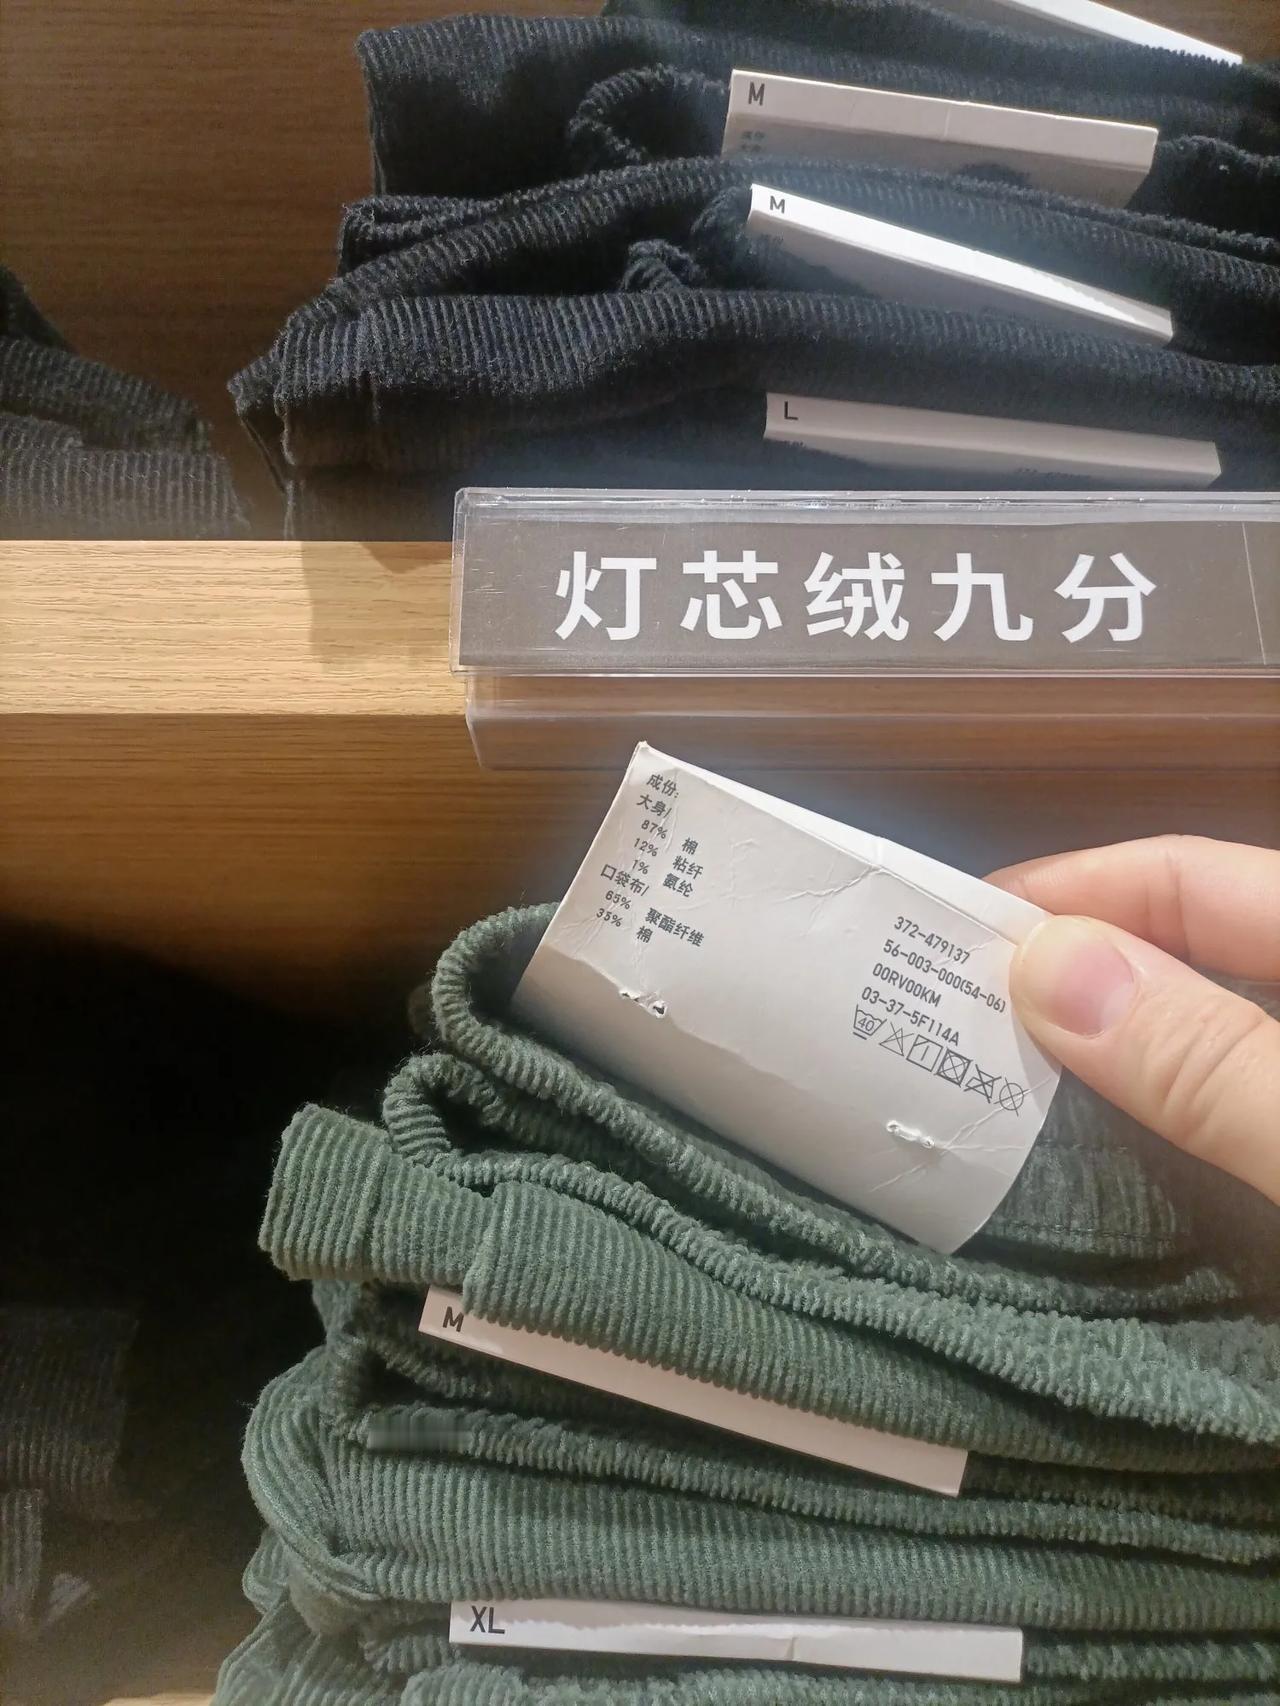 M
M
L
灯芯绒九分
成份:
大身/
87% 棉
12% 粘纤
1% 氨纶
口袋布/
65% 聚酯纤维
35% 棉
372-479137
56-003-000(54-06)
00RV00KM
03-37-5F114A
40
M
XL